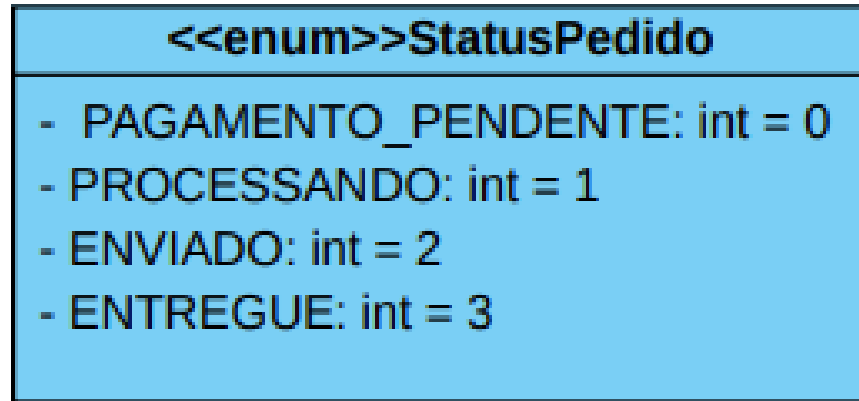 <<enum>>StatusPedido
- PAGAMENTO_PENDENTE: int = 0
- PROCESSANDO: int = 1
- ENVIADO: int = 2
- ENTREGUE: int = 3